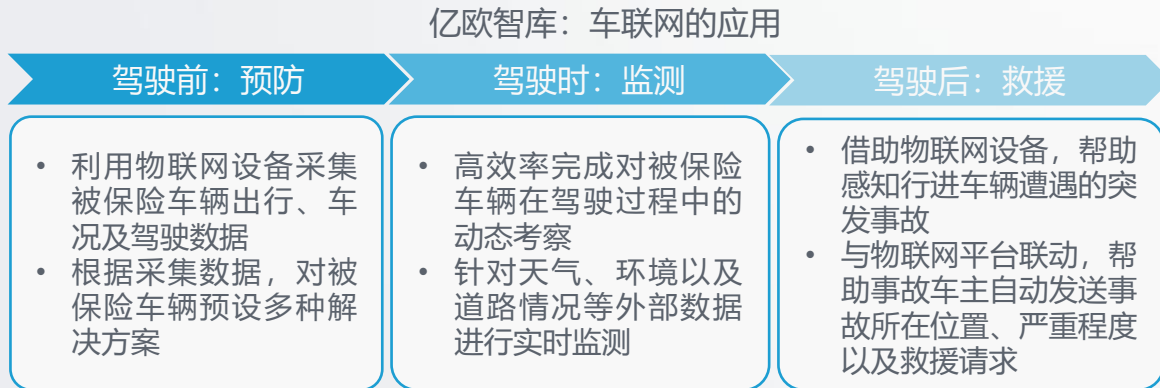 亿欧智库：车联网的应用
驾驶前：预防
驾驶时：监测
驾驶后：救援
• 利用物联网设备采集
被保险车辆出行、车
况及驾驶数据
• 根据采集数据，对被
保险车辆预设多种解
决方案
• 高效率完成对被保险
车辆在驾驶过程中的
动态考察
• 针对天气、环境以及
道路情况等外部数据
进行实时监测
• 借助物联网设备，帮助
感知行进车辆遭遇的突
发事故
• 与物联网平台联动，帮
助事故车主自动发送事
故所在位置、严重程度
以及救援请求